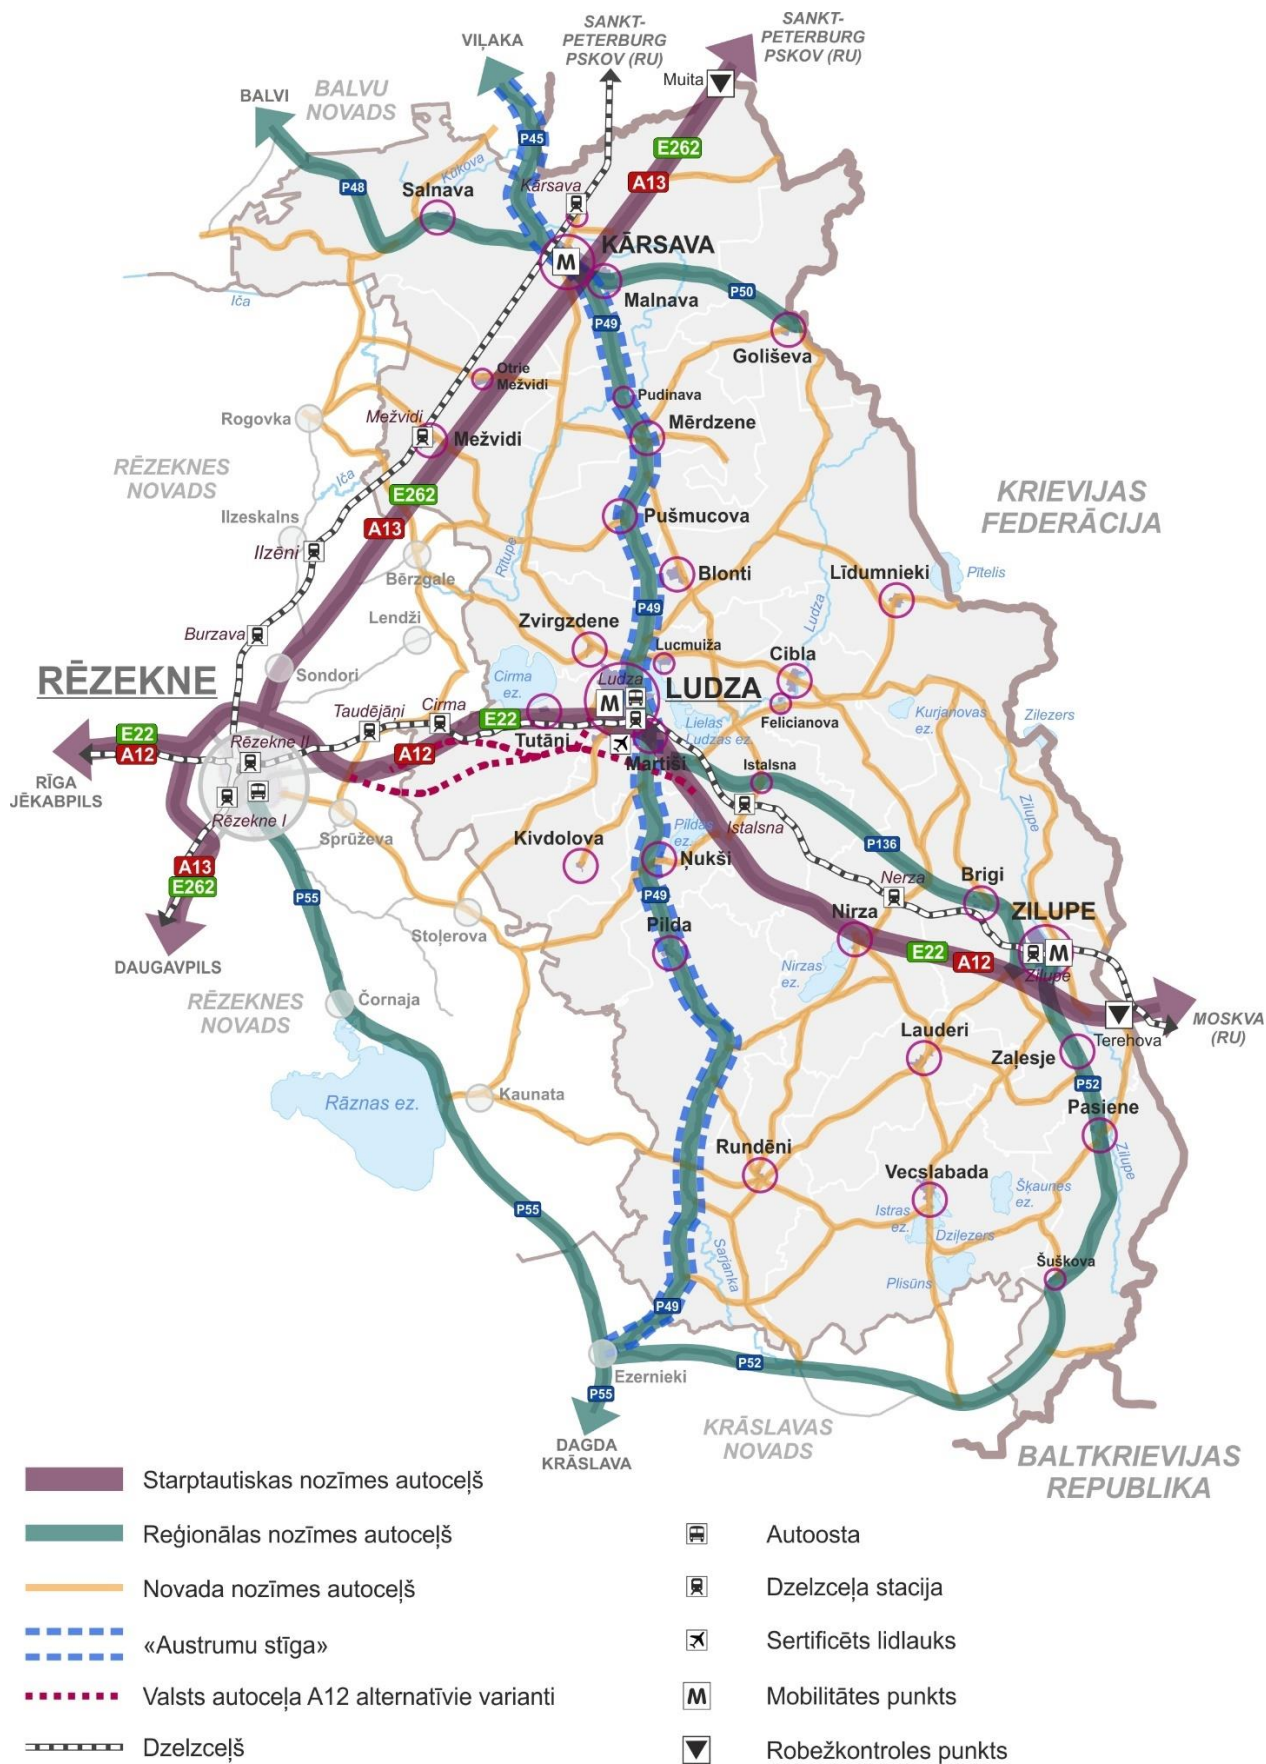 SANKT-
PETERBURG
PSKOV (RU)
SANKT-
PETERBURG
PSKOV (RU)
VIĻAKA
Muita
BALVU
NOVADS
BALVI
P45
E262
Kūkova
A13
P48
Salnava
Kārsava
KĀRSAVA
M
Iča
Malnava
P50
P49
Goliševa
Otrie
Mežvidi
Pudinava
Rogovka
Mežvidi
Mērdzene
Mežvidi
RĒZEKNES
NOVADS
Iča
E262
KRIEVIJAS
FEDERĀCIJA
Ilzeskalns
A13
Pušmucova
Ilzēni
Rītupe
Bērzgale
Blonti
Līdumnieki
Pītelis
P49
Ludza
Lendži
Zvirgzdene
Burzava
Lucmuiža
Cibla
Sondori
RĒZEKNE
Cirma
ez.
Ludza
LUDZA
M
Taudējāņi
Cirma
E22
Felicianova
Kurjanovas
ez.
Zilezers
Lielas
Ludzas ez.
E22
A12
Rēzekne II
A12
Tutāņi
Martiši
Istalsna
RĪGA
JĒKABPILS
Rēzekne I
Sprūževa
Istalsna
Zilupe
Kivdolova
Pildas
ez.
P136
A13
E262
Ņukši
P49
Nerza
Brigi
P55
Stoļerova
Pilda
Nirza
ZILUPE
E22
A12
M
Zilupe
DAUGAVPILS
Nirzas
ez.
RĒZEKNES
NOVADS
Čornaja
MOSKVA
(RU)
Terehova
Lauderi
Zaļesje
P52
Rāznas ez.
Kaunata
Pasiene
Rundēni
Vecslabada
Zilupe
Šķaunes
ez.
P55
Istras
ez.
Dziļezers
Sarjanka
Šuškova
Plisūns
P49
P52
Ezernieki
P55
DAGDA
KRĀSLAVA
KRĀSLAVAS
NOVADS
BALTKRIEVIJAS
REPUBLIKA
Starptautiskas nozīmes autoceļš
Reģionālas nozīmes autoceļš
Novada nozīmes autoceļš
«Austrumu stīga»
Valsts autoceļa A12 alternatīvie varianti
Dzelzceļš
Autoosta
Dzelzceļa stacija
Sertificēts lidlauks
M
Mobilitātes punkts
Robežkontroles punkts